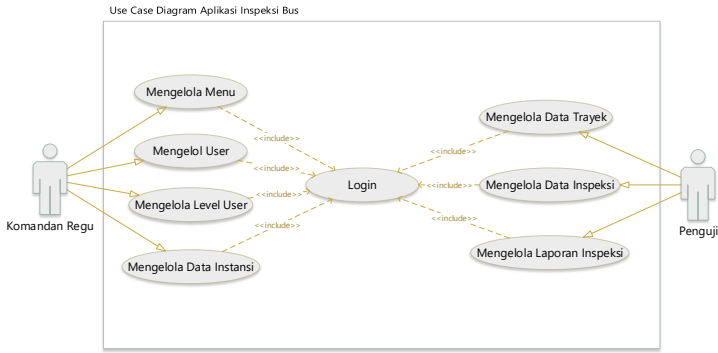 Use Case Diagram Aplikasi Inspeksi Bus
Mengelola Menu
Mengelola Data Trayek
<<include>>
<<include>>
Mengelol User
<<include>>
Login
Mengelola Data Inspeksi
<<include>>
<<include>>
Mengelola Level User
<<include>>
<<include>>
Komandan Regu
Penguji
Mengelola Laporan Inspeksi
Mengelola Data Instansi